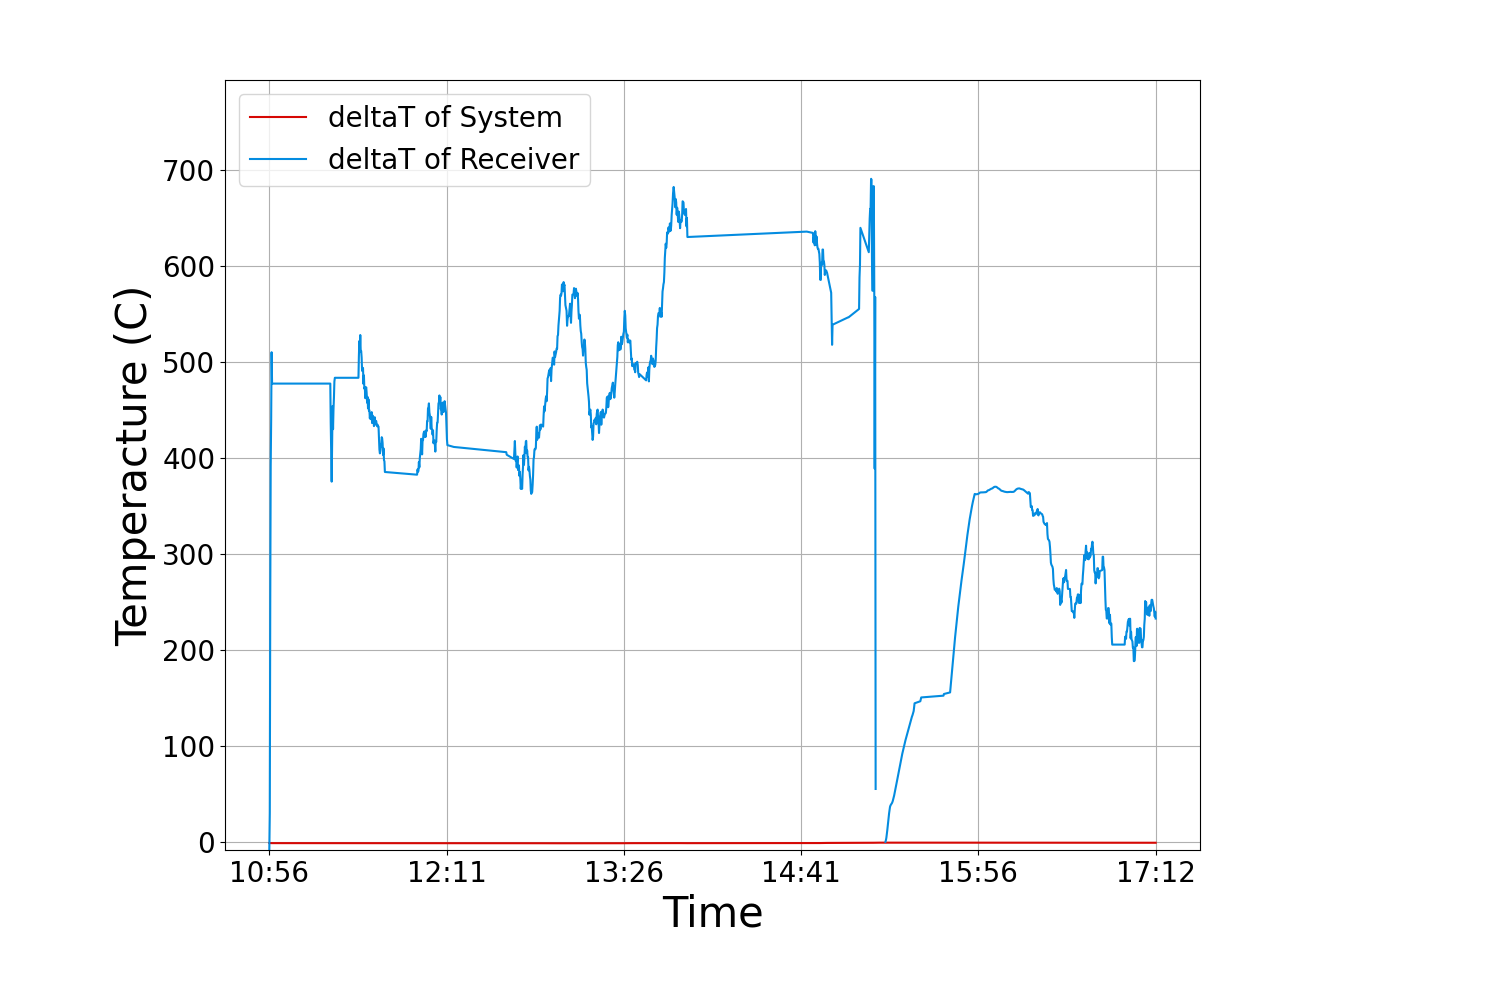 deltaT of System
deltaT of Receiver
Temperacture (C)
700
600
500
400
300
200
100
0
10:56 12:11 13:26 14:41 15:56 17:12
Time